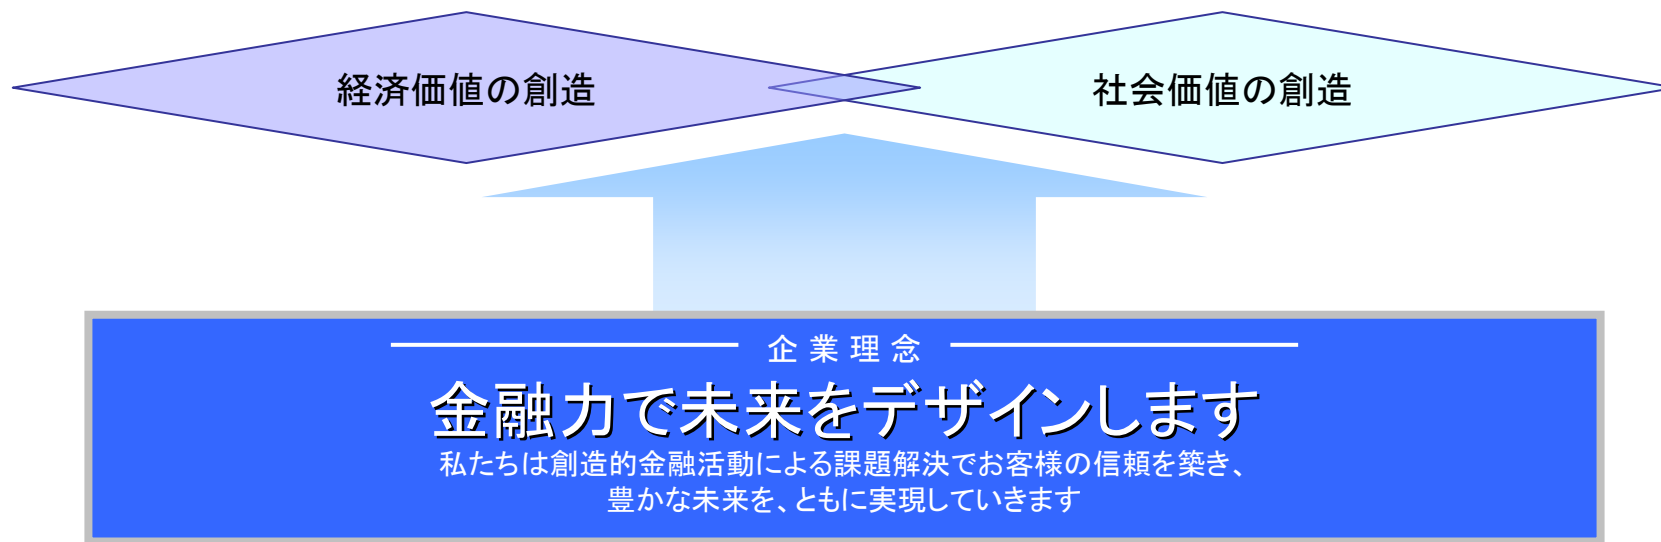 経済価値の創造
社会価値の創造
企業理念
金融力で未来をデザインします
私たちは創造的金融活動による課題解決でお客様の信頼を築き、
豊かな未来を、ともに実現していきます